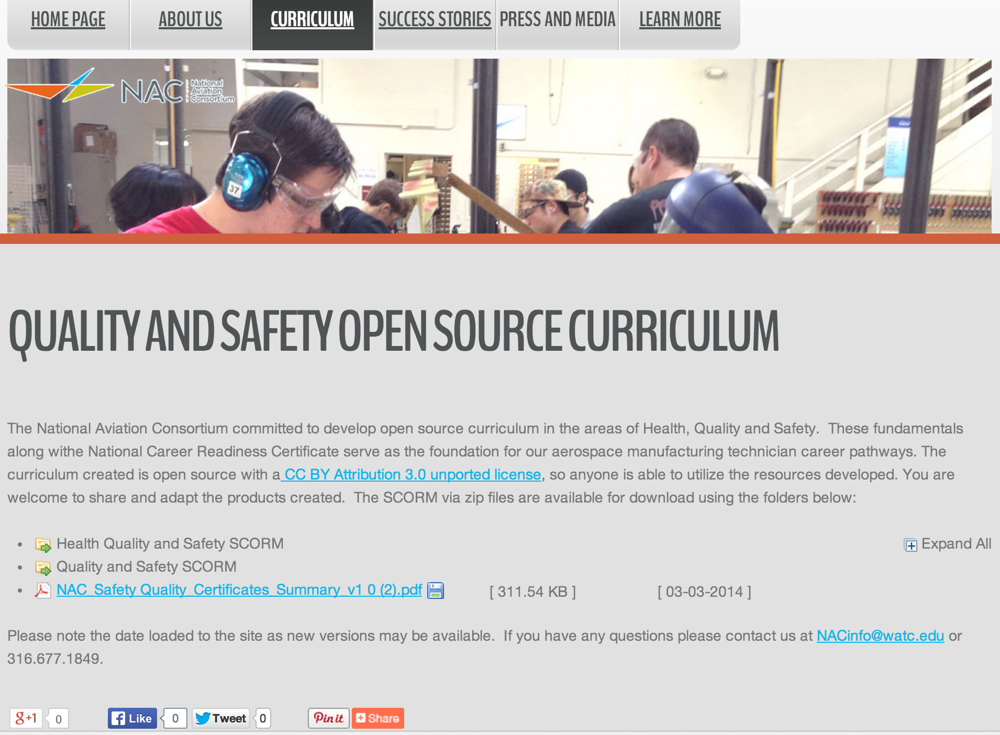 HOME PAGE
ABOUT US
CURRICULUM
SUCCESS STORIES
PRESS AND MEDIA
LEARN MORE
NAC
National
Aviation
Consortium
37
QUALITY AND SAFETY OPEN SOURCE CURRICULUM
The National Aviation Consortium committed to develop open source curriculum in the areas of Health, Quality and Safety.  These fundamentals
along withe National Career Readiness Certificate serve as the foundation for our aerospace manufacturing technician career pathways. The
curriculum created is open source with a CC BY Attribution 3.0 unported license, so anyone is able to utilize the resources developed. You are
welcome to share and adapt the products created.  The SCORM via zip files are available for download using the folders below:
Health Quality and Safety SCORM
Expand All
Quality and Safety SCORM
NAC_Safety Quality_Certificates_Summary_v1 0 (2).pdf [ 311.54 KB ] [ 03-03-2014 ]
Please note the date loaded to the site as new versions may be available.  If you have any questions please contact us at NACinfo@watc.edu or
316.677.1849.
g+1 0 Like 0 Tweet 0 Pin it Share